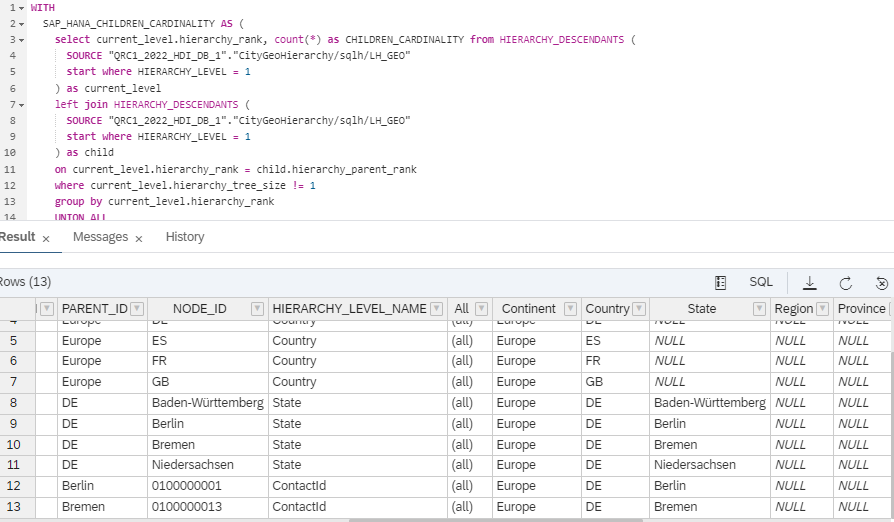 1 WITH
2 SAP_HANA_CHILDREN_CARDINALITY AS (
3 select current_level.hierarchy_rank, count(*) as CHILDREN_CARDINALITY from HIERARCHY_DESCENDANTS (
4 SOURCE "QRC1_2022_HDI_DB_1"."CityGeoHierarchy/sqlh/LH_GEO"
5 start where HIERARCHY_LEVEL = 1
6 ) as current_level
7 left join HIERARCHY_DESCENDANTS (
8 SOURCE "QRC1_2022_HDI_DB_1"."CityGeoHierarchy/sqlh/LH_GEO"
9 start where HIERARCHY_LEVEL = 1
10 ) as child
11 on current_level.hierarchy_rank = child.hierarchy_parent_rank
12 where current_level.hierarchy_tree_size != 1
13 group by current_level.hierarchy_rank
14 UNION ALL
Result × Messages × History
Rows (13) SQL
PARENT_ID NODE_ID HIERARCHY_LEVEL_NAME All Continent Country State Region Province
4 Europe DE Country (all) Europe DE NULL NULL NULL
5 Europe ES Country (all) Europe ES NULL NULL NULL
6 Europe FR Country (all) Europe FR NULL NULL NULL
7 Europe GB Country (all) Europe GB NULL NULL NULL
8 DE Baden-Württemberg State (all) Europe DE Baden-Württemberg NULL NULL
9 DE Berlin State (all) Europe DE Berlin NULL NULL
10 DE Bremen State (all) Europe DE Bremen NULL NULL
11 DE Niedersachsen State (all) Europe DE Niedersachsen NULL NULL
12 Berlin 0100000001 ContactId (all) Europe DE Berlin NULL NULL
13 Bremen 0100000013 ContactId (all) Europe DE Bremen NULL NULL